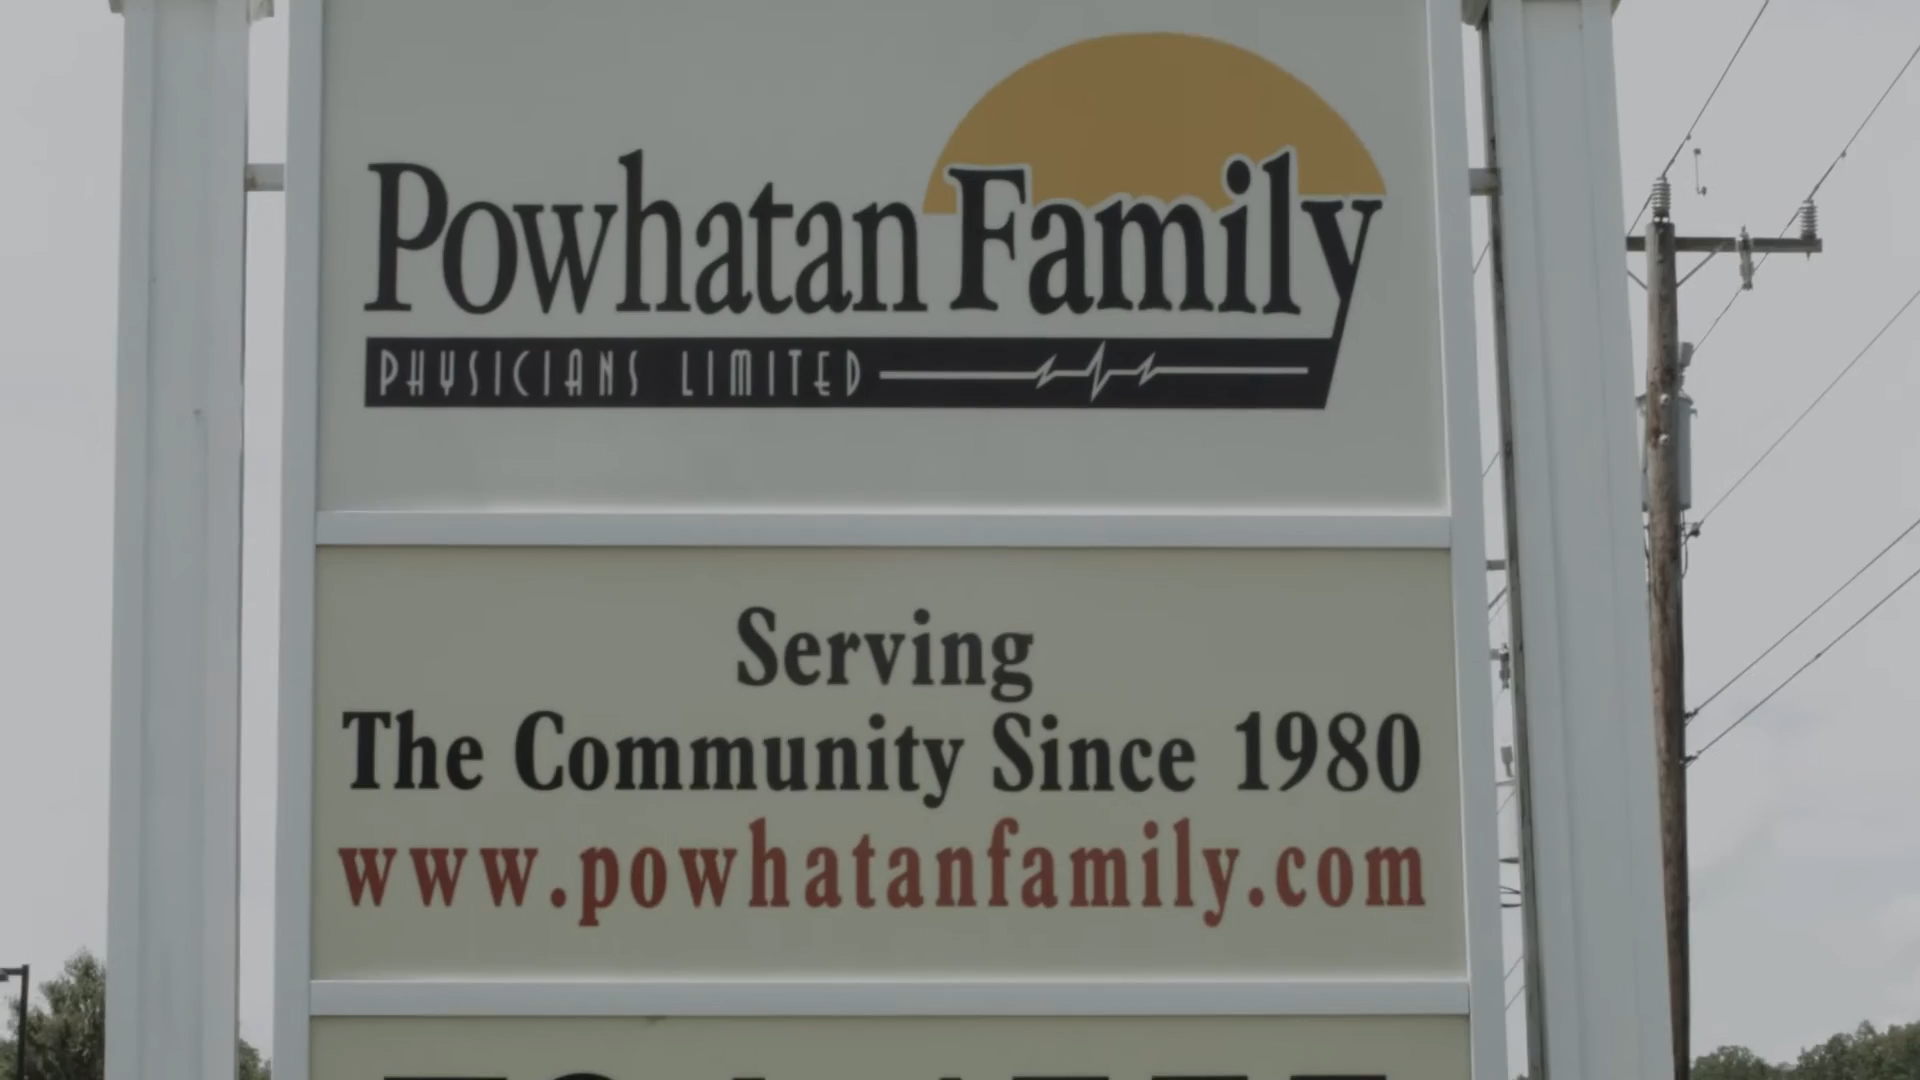 Powhatan Family
PHYSICIANS LIMITED
Serving
The Community Since 1980
www.powhatanfamily.com